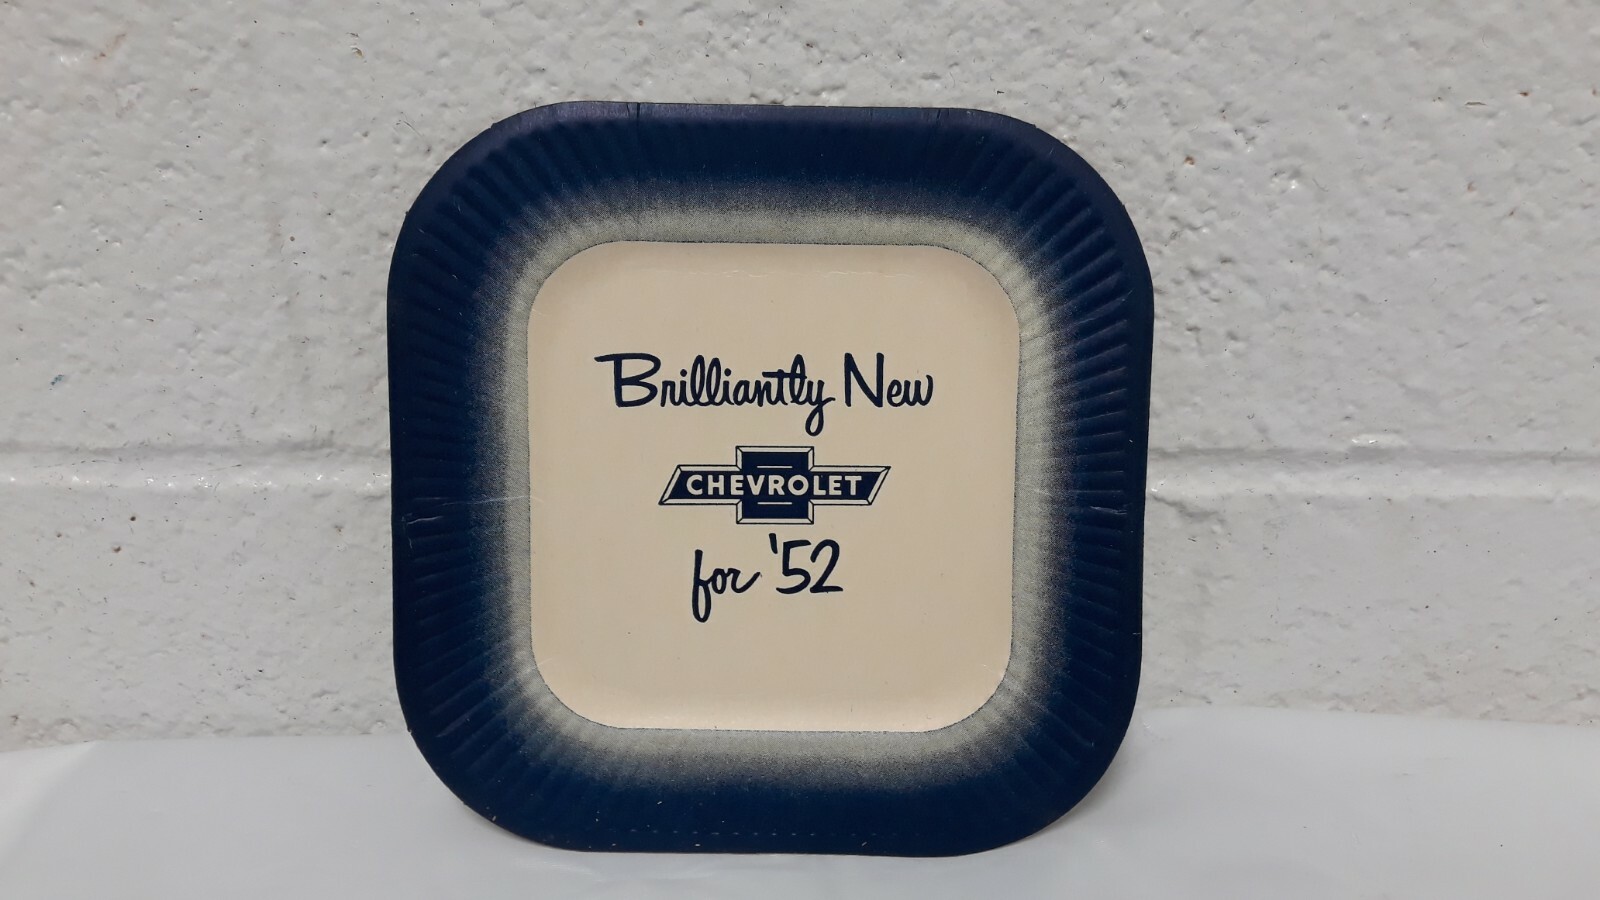 Brilliantly New
CHEVROLET
for '52